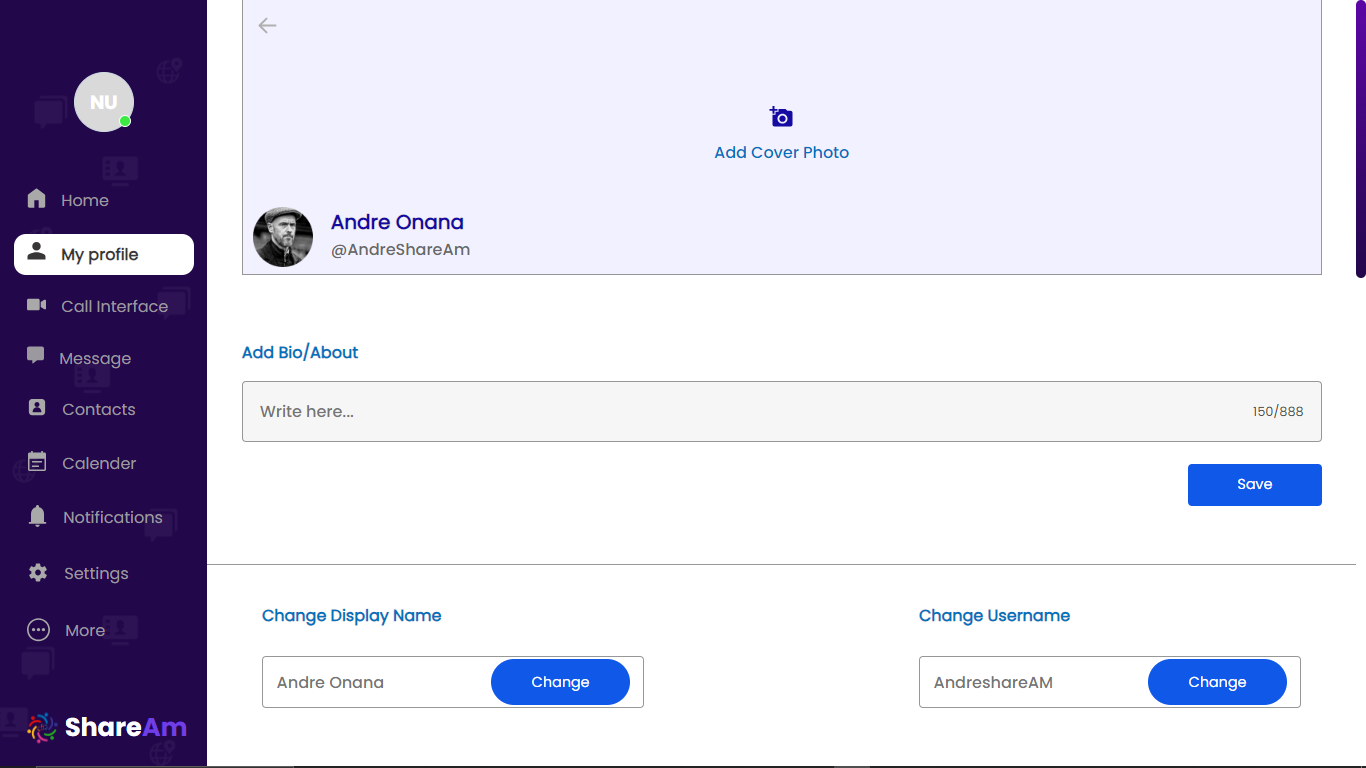 NU
Home
My profile
Call Interface
Message
Contacts
Calender
Notifications
Settings
More
ShareAm
Add Cover Photo
Andre Onana
@AndreShareAm
Add Bio/About
Write here...
150/888
Save
Change Display Name
Andre Onana
Change
Change Username
AndreshareAM
Change